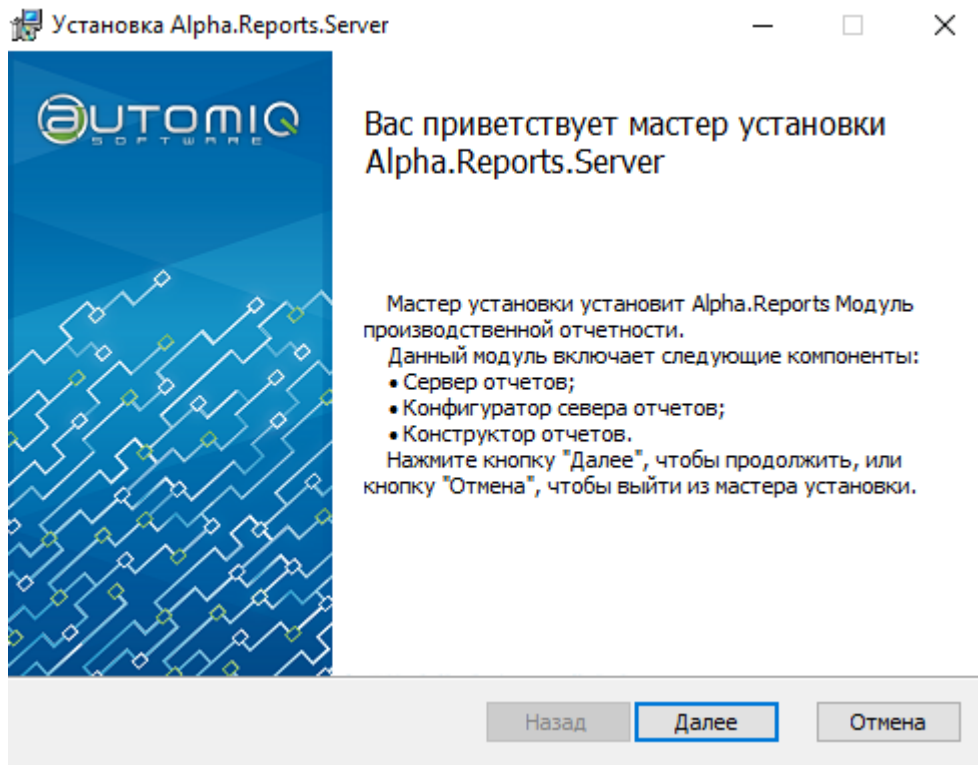 Установка Alpha.Reports.Server
automiq
SOFTWARE
Вас приветствует мастер установки
Alpha.Reports.Server
Мастер установки установит Alpha.Reports Модуль
производственной отчетности.
Данный модуль включает следующие компоненты:
• Сервер отчетов;
• Конфигуратор севера отчетов;
• Конструктор отчетов.
Нажмите кнопку "Далее", чтобы продолжить, или
кнопку "Отмена", чтобы выйти из мастера установки.
Назад
Далее
Отмена